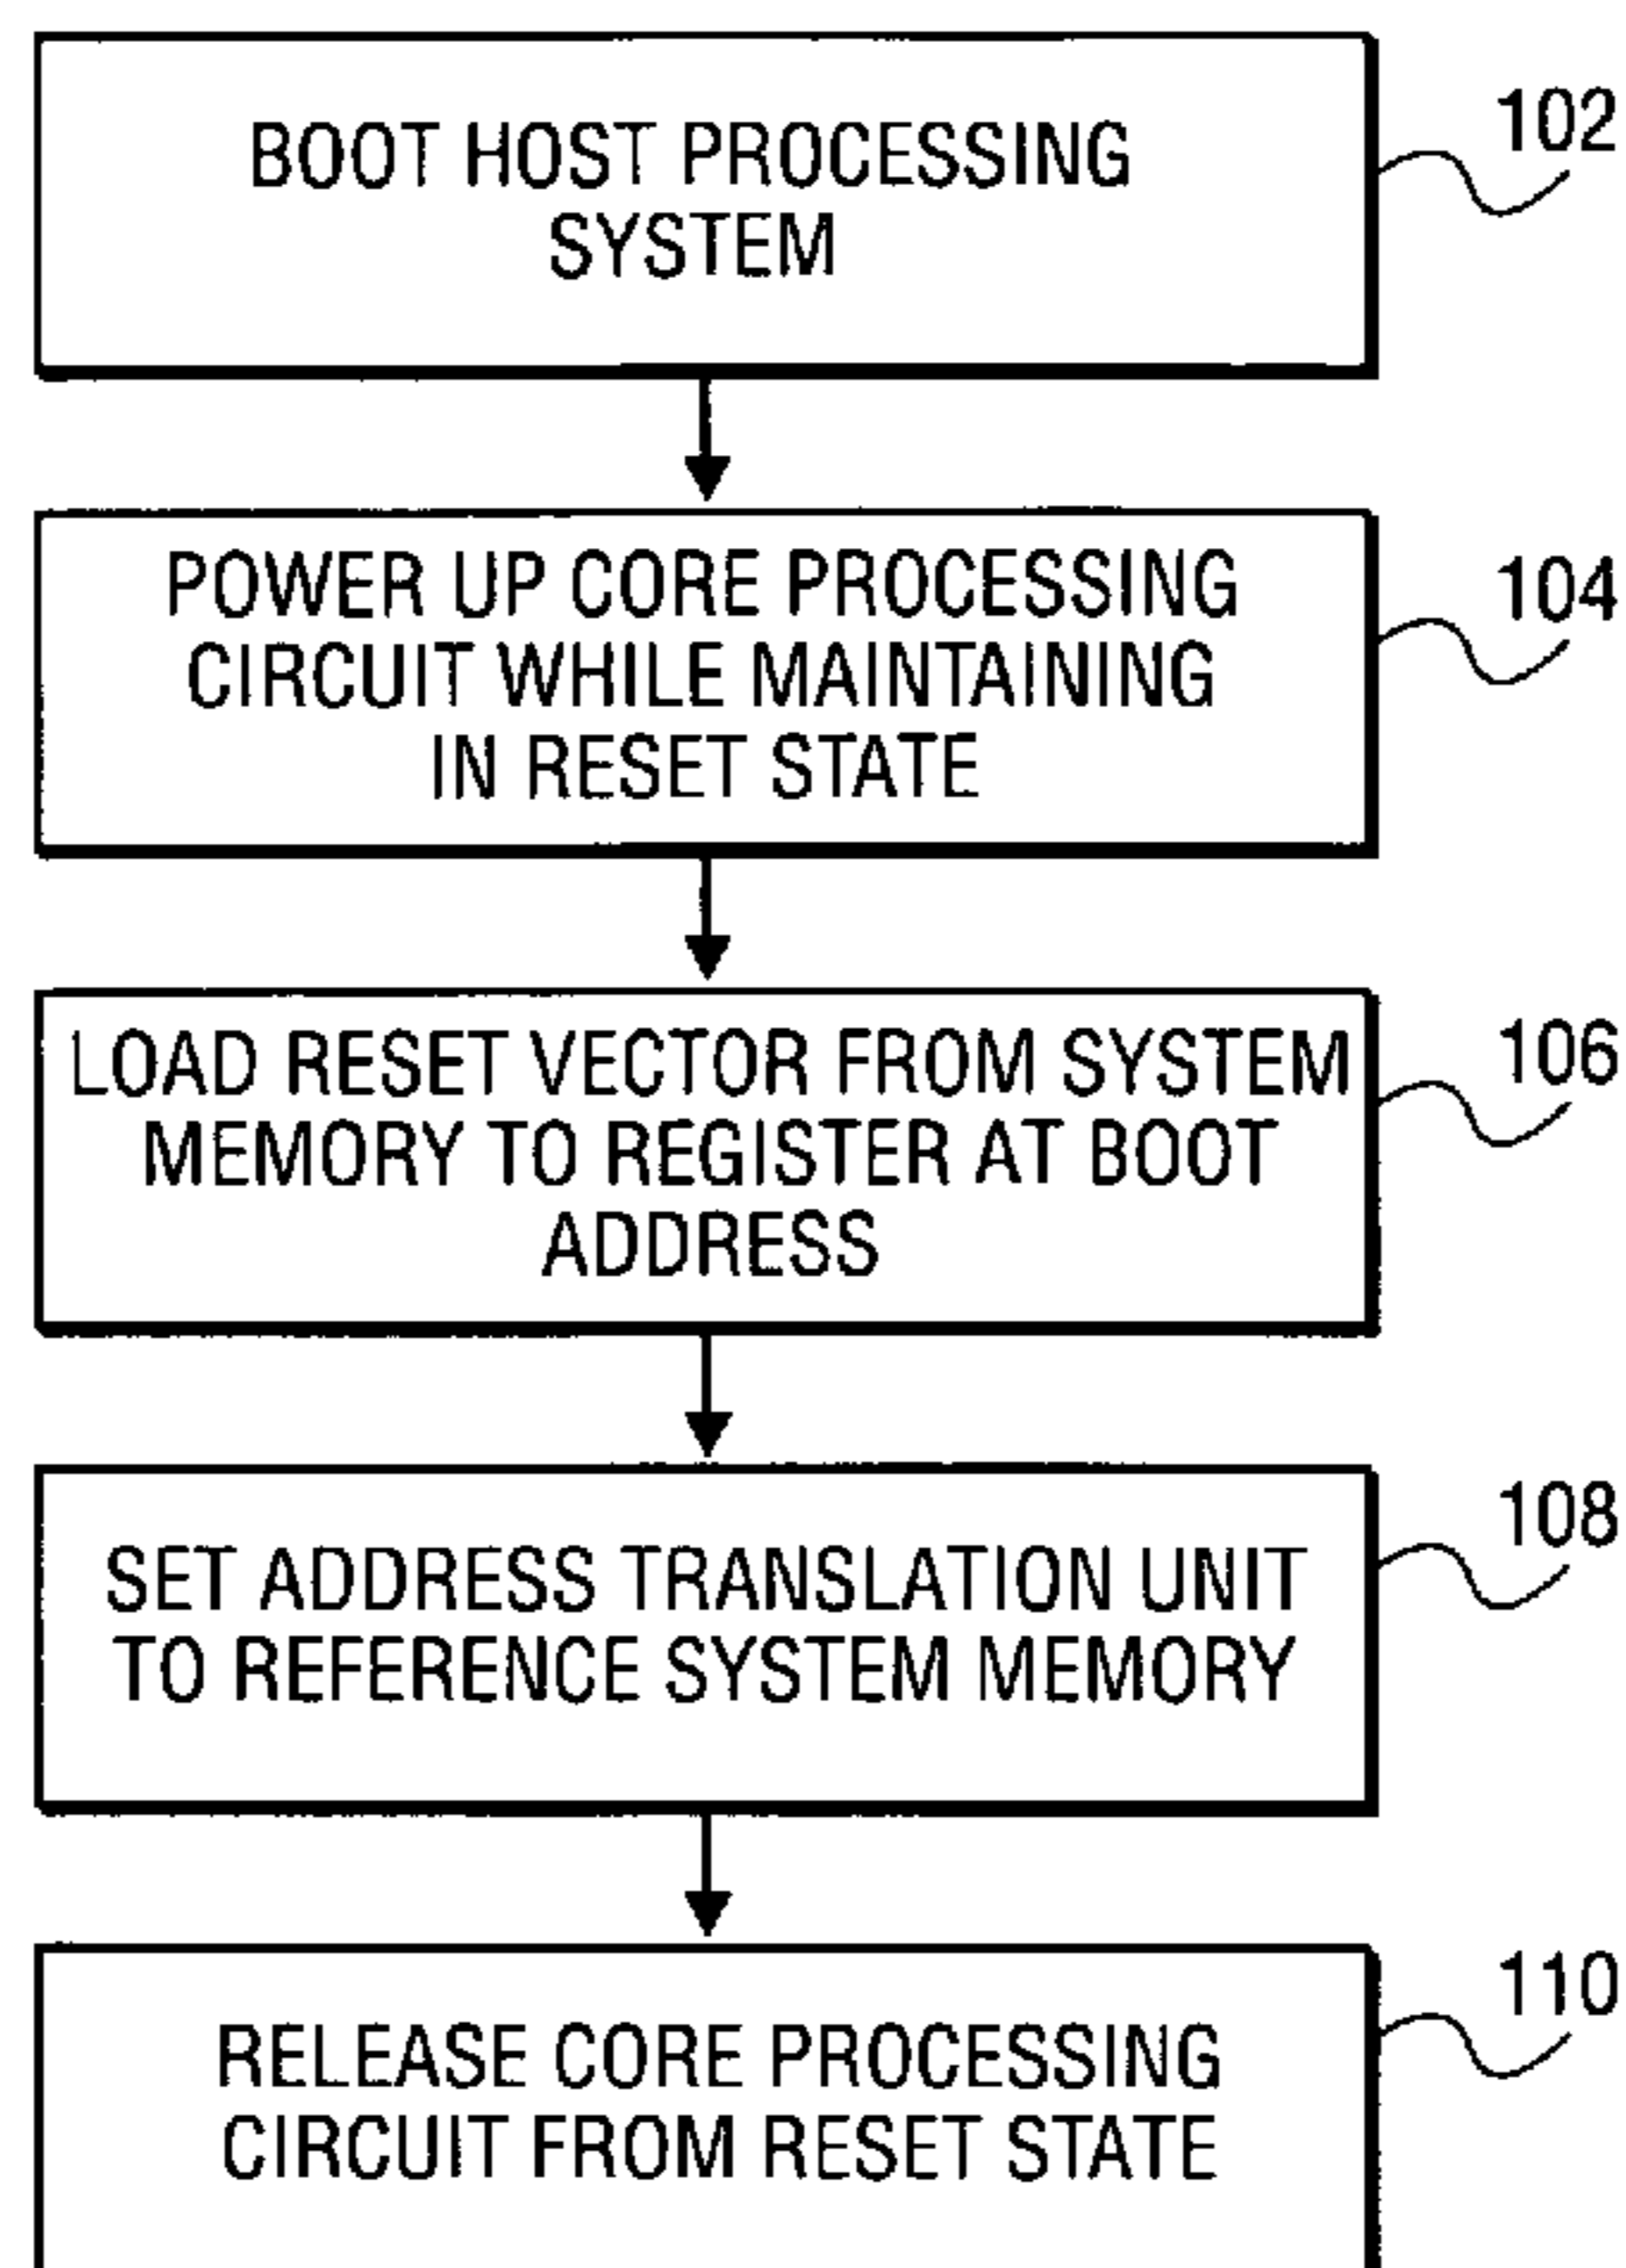 BOOT HOST PROCESSING
SYSTEM
102
POWER UP CORE PROCESSING
CIRCUIT WHILE MAINTAINING
IN RESET STATE
104
LOAD RESET VECTOR FROM SYSTEM
MEMORY TO REGISTER AT BOOT
ADDRESS
106
SET ADDRESS TRANSLATION UNIT
TO REFERENCE SYSTEM MEMORY
108
RELEASE CORE PROCESSING
CIRCUIT FROM RESET STATE
110